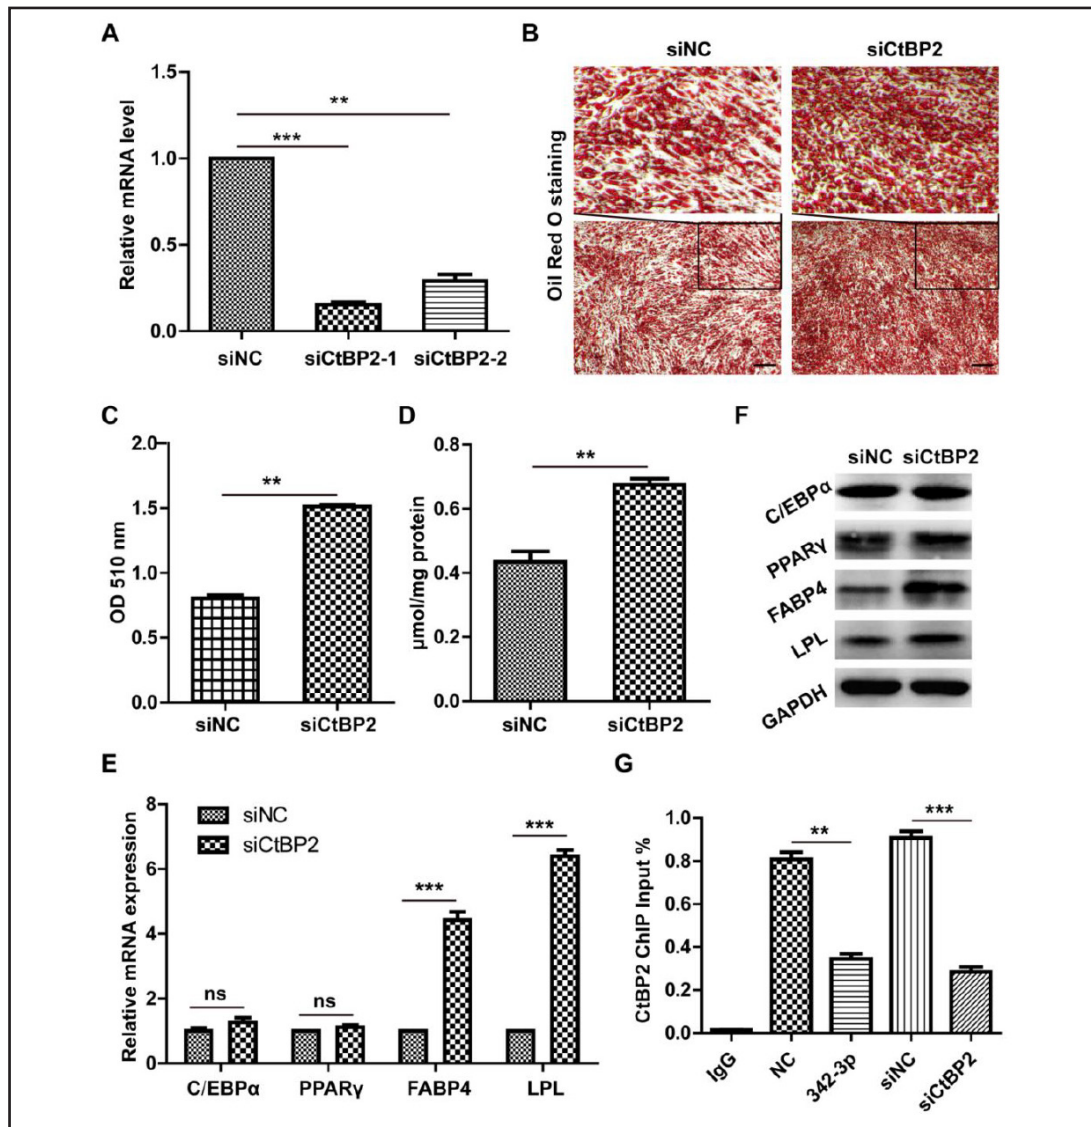 A
Relative mRNA level
1.5
1.0
0.5
0.0
**
***
siNC
siCtBP2-1
siCtBP2-2
B
siNC
siCtBP2
Oil Red O staining
C
OD 510 nm
2.0
1.5
1.0
0.5
0.0
**
siNC
siCtBP2
D
µmol/mg protein
0.8
0.6
0.4
0.2
0.0
**
siNC
siCtBP2
F
siNC siCtBP2
C/EBPα
PPARγ
FABP4
LPL
GAPDH
E
Relative mRNA expression
8
6
4
2
0
siNC
siCtBP2
ns
ns
***
***
C/EBPα
PPARγ
FABP4
LPL
G
CtBP2 ChIP Input %
1.0
0.8
0.6
0.4
0.2
0.0
**
***
IgG
NC
342-3p
siNC
siCtBP2